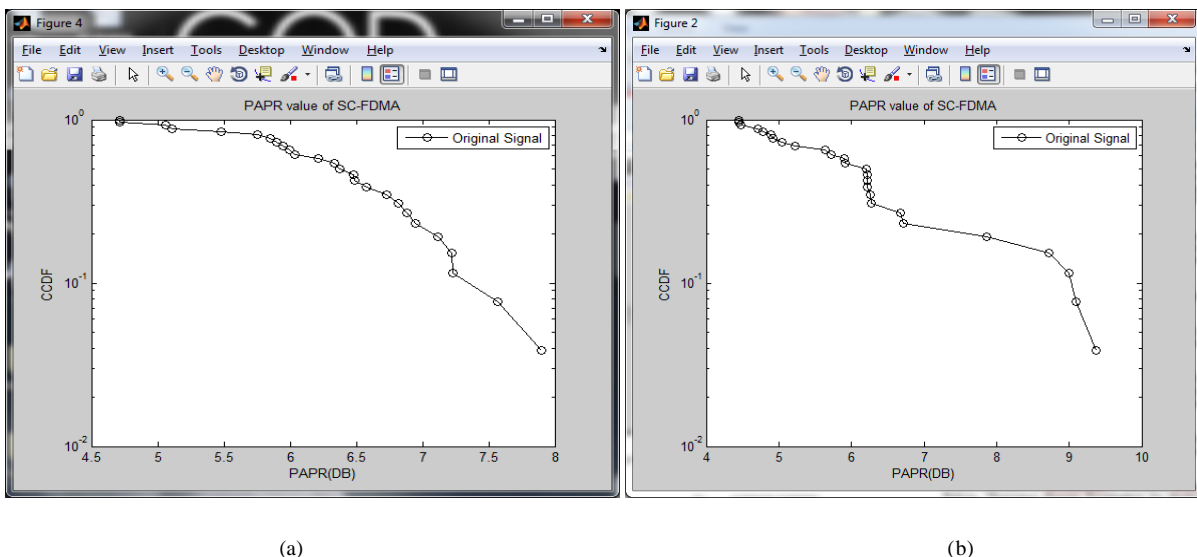 Figure 4
File Edit View Insert Tools Desktop Window Help
PAPR value of SC-FDMA
Original Signal
CCDF
10^0
10^-1
10^-2
4.5 5 5.5 6 6.5 7 7.5 8
PAPR(DB)
(a)
Figure 2
File Edit View Insert Tools Desktop Window Help
PAPR value of SC-FDMA
Original Signal
CCDF
10^0
10^-1
10^-2
4 5 6 7 8 9 10
PAPR(DB)
(b)